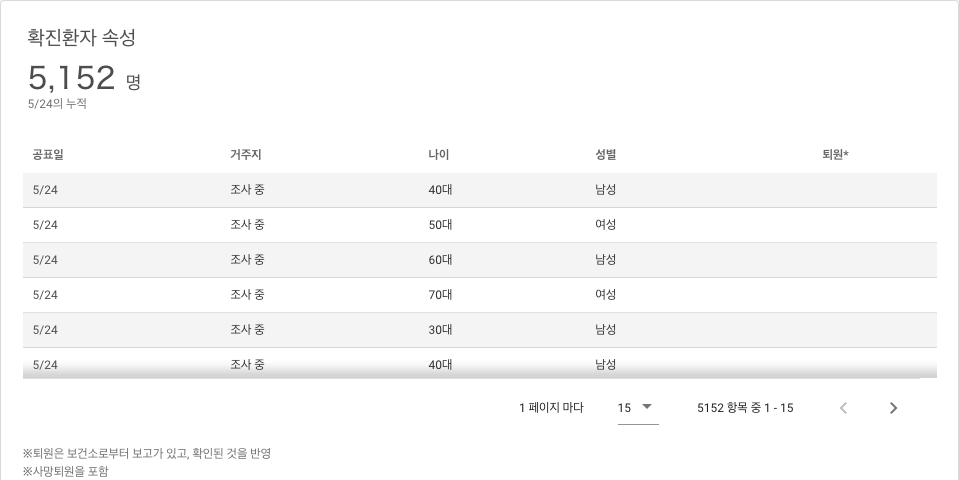 확진환자 속성
5,152 명
5/24의 누적
공표일 거주지 나이 성별 퇴원*
5/24 조사 중 40대 남성
5/24 조사 중 50대 여성
5/24 조사 중 60대 남성
5/24 조사 중 70대 여성
5/24 조사 중 30대 남성
5/24 조사 중 40대 남성
1 페이지 마다 15 5152 항목 중 1 - 15
※퇴원은 보건소로부터 보고가 있고, 확인된 것을 반영
※사망퇴원을 포함